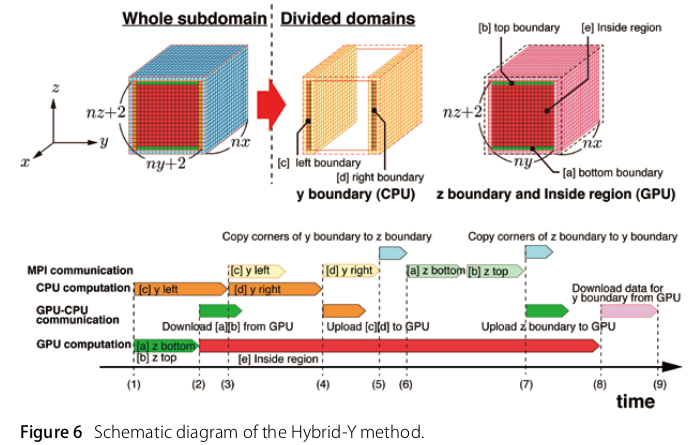 Whole subdomain Divided domains
[b] top boundary [e] Inside region
z
nz+2
y
x
ny+2
nx
[c] left boundary
[d] right boundary
y boundary (CPU)
nz+2
ny
nx
[a] bottom boundary
z boundary and Inside region (GPU)
Copy corners of y boundary to z boundary Copy corners of z boundary to y boundary
MPI communication [c] y left [d] y right [a] z bottom [b] z top
CPU computation [c] y left [d] y right Download data for
y boundary from GPU
GPU-CPU
communication
Download [a][b] from GPU Upload [c][d] to GPU Upload z boundary to GPU
GPU computation [a] z bottom
[b] z top [e] Inside region
(1) (2) (3) (4) (5) (6) (7) (8) (9)
time
Figure 6 Schematic diagram of the Hybrid-Y method.